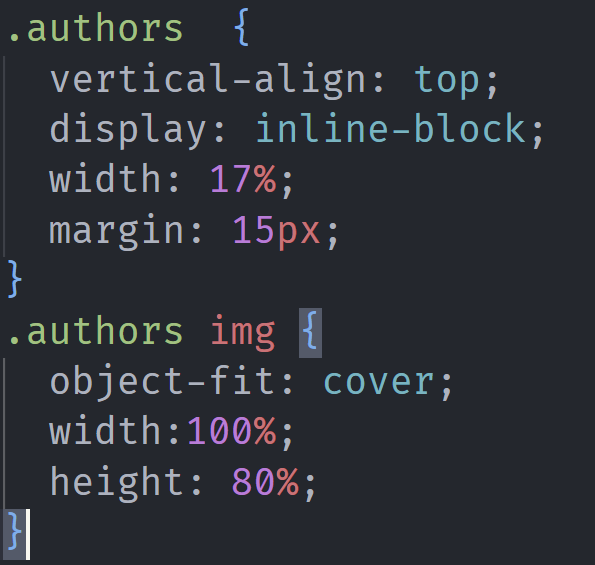 .authors  {
  vertical-align: top;
  display: inline-block;
  width: 17%;
  margin: 15px;
}
.authors img {
  object-fit: cover;
  width:100%;
  height: 80%;
}